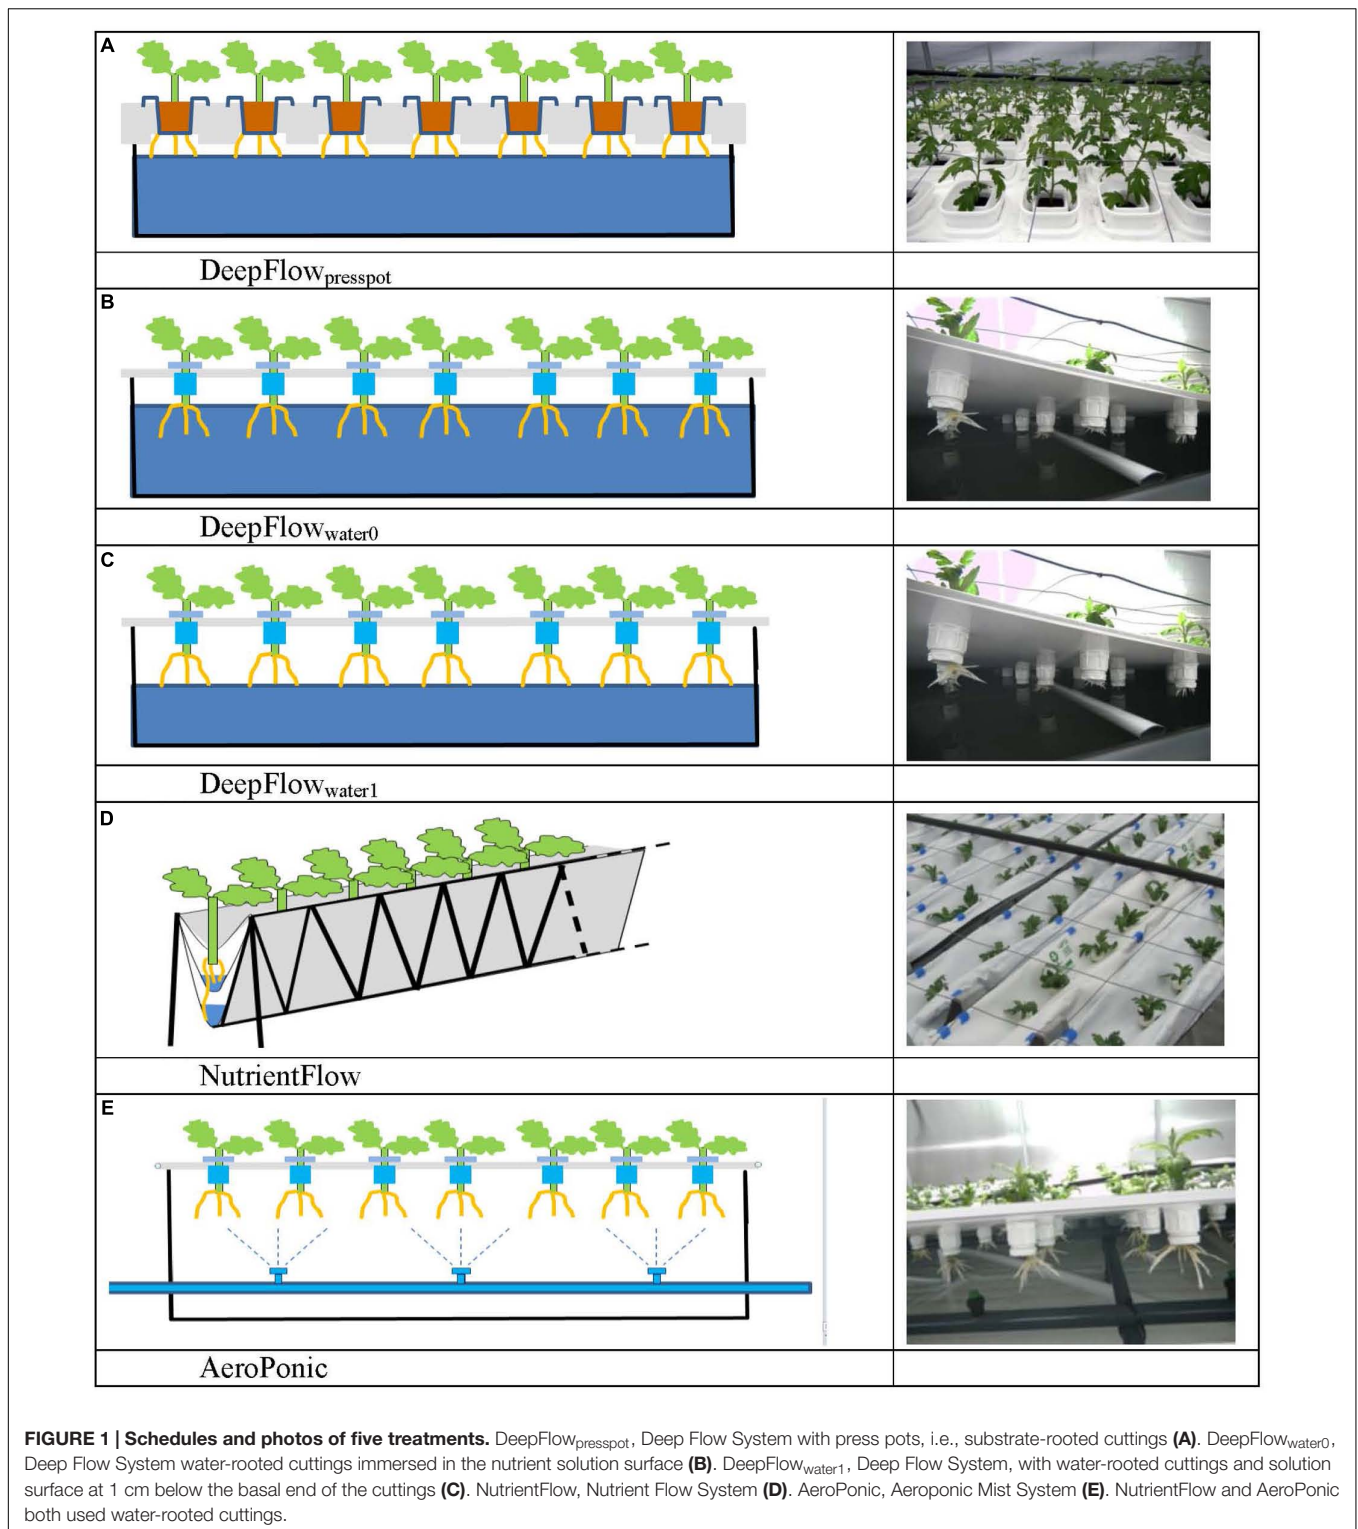 A
DeepFlowpresspot
B
DeepFlowwater0
C
DeepFlowwater1
D
NutrientFlow
E
AeroPonic
FIGURE 1 | Schedules and photos of five treatments. DeepFlowpresspot, Deep Flow System with press pots, i.e., substrate-rooted cuttings (A). DeepFlowwater0,
Deep Flow System water-rooted cuttings immersed in the nutrient solution surface (B). DeepFlowwater1, Deep Flow System, with water-rooted cuttings and solution
surface at 1 cm below the basal end of the cuttings (C). NutrientFlow, Nutrient Flow System (D). AeroPonic, Aeroponic Mist System (E). NutrientFlow and AeroPonic
both used water-rooted cuttings.